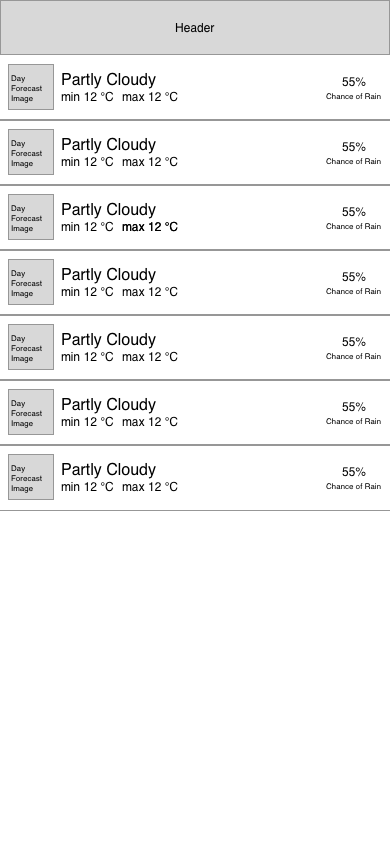 Header
Day
Forecast
Image
Partly Cloudy
min 12 °C max 12 °C
55%
Chance of Rain
Day
Forecast
Image
Partly Cloudy
min 12 °C max 12 °C
55%
Chance of Rain
Day
Forecast
Image
Partly Cloudy
min 12 °C max 12 °C
55%
Chance of Rain
Day
Forecast
Image
Partly Cloudy
min 12 °C max 12 °C
55%
Chance of Rain
Day
Forecast
Image
Partly Cloudy
min 12 °C max 12 °C
55%
Chance of Rain
Day
Forecast
Image
Partly Cloudy
min 12 °C max 12 °C
55%
Chance of Rain
Day
Forecast
Image
Partly Cloudy
min 12 °C max 12 °C
55%
Chance of Rain